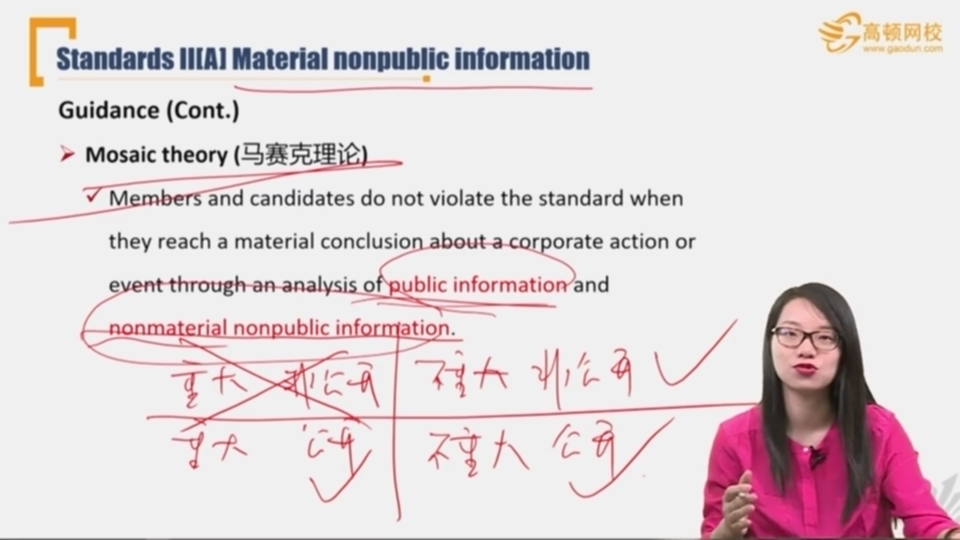 高顿网校
www.gaodun.com
Standards II[A] Material nonpublic information
Guidance (Cont.)
Mosaic theory (马赛克理论)
Members and candidates do not violate the standard when
they reach a material conclusion about a corporate action or
event through an analysis of public information and
nonmaterial nonpublic information.
重大 非公开 不重大 非公开
重大 公开 不重大 公开